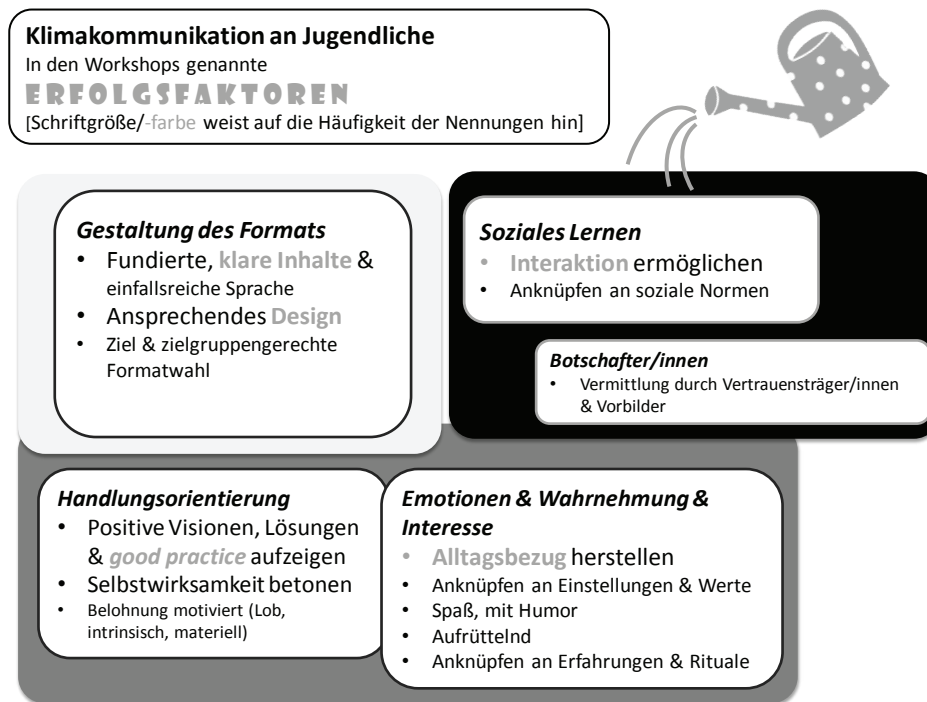 Klimakommunikation an Jugendliche
In den Workshops genannte
ERFOLGSFAKTOREN
[Schriftgröße/-farbe weist auf die Häufigkeit der Nennungen hin]
Gestaltung des Formats
• Fundierte, klare Inhalte &
einfallsreiche Sprache
• Ansprechendes Design
• Ziel & zielgruppengerechte
Formatwahl
Soziales Lernen
• Interaktion ermöglichen
• Anknüpfen an soziale Normen
Botschafter/innen
• Vermittlung durch Vertrauensträger/innen
& Vorbilder
Handlungsorientierung
• Positive Visionen, Lösungen
& good practice aufzeigen
• Selbstwirksamkeit betonen
• Belohnung motiviert (Lob,
intrinsisch, materiell)
Emotionen & Wahrnehmung &
Interesse
• Alltagsbezug herstellen
• Anknüpfen an Einstellungen & Werte
• Spaß, mit Humor
• Aufrüttelnd
• Anknüpfen an Erfahrungen & Rituale